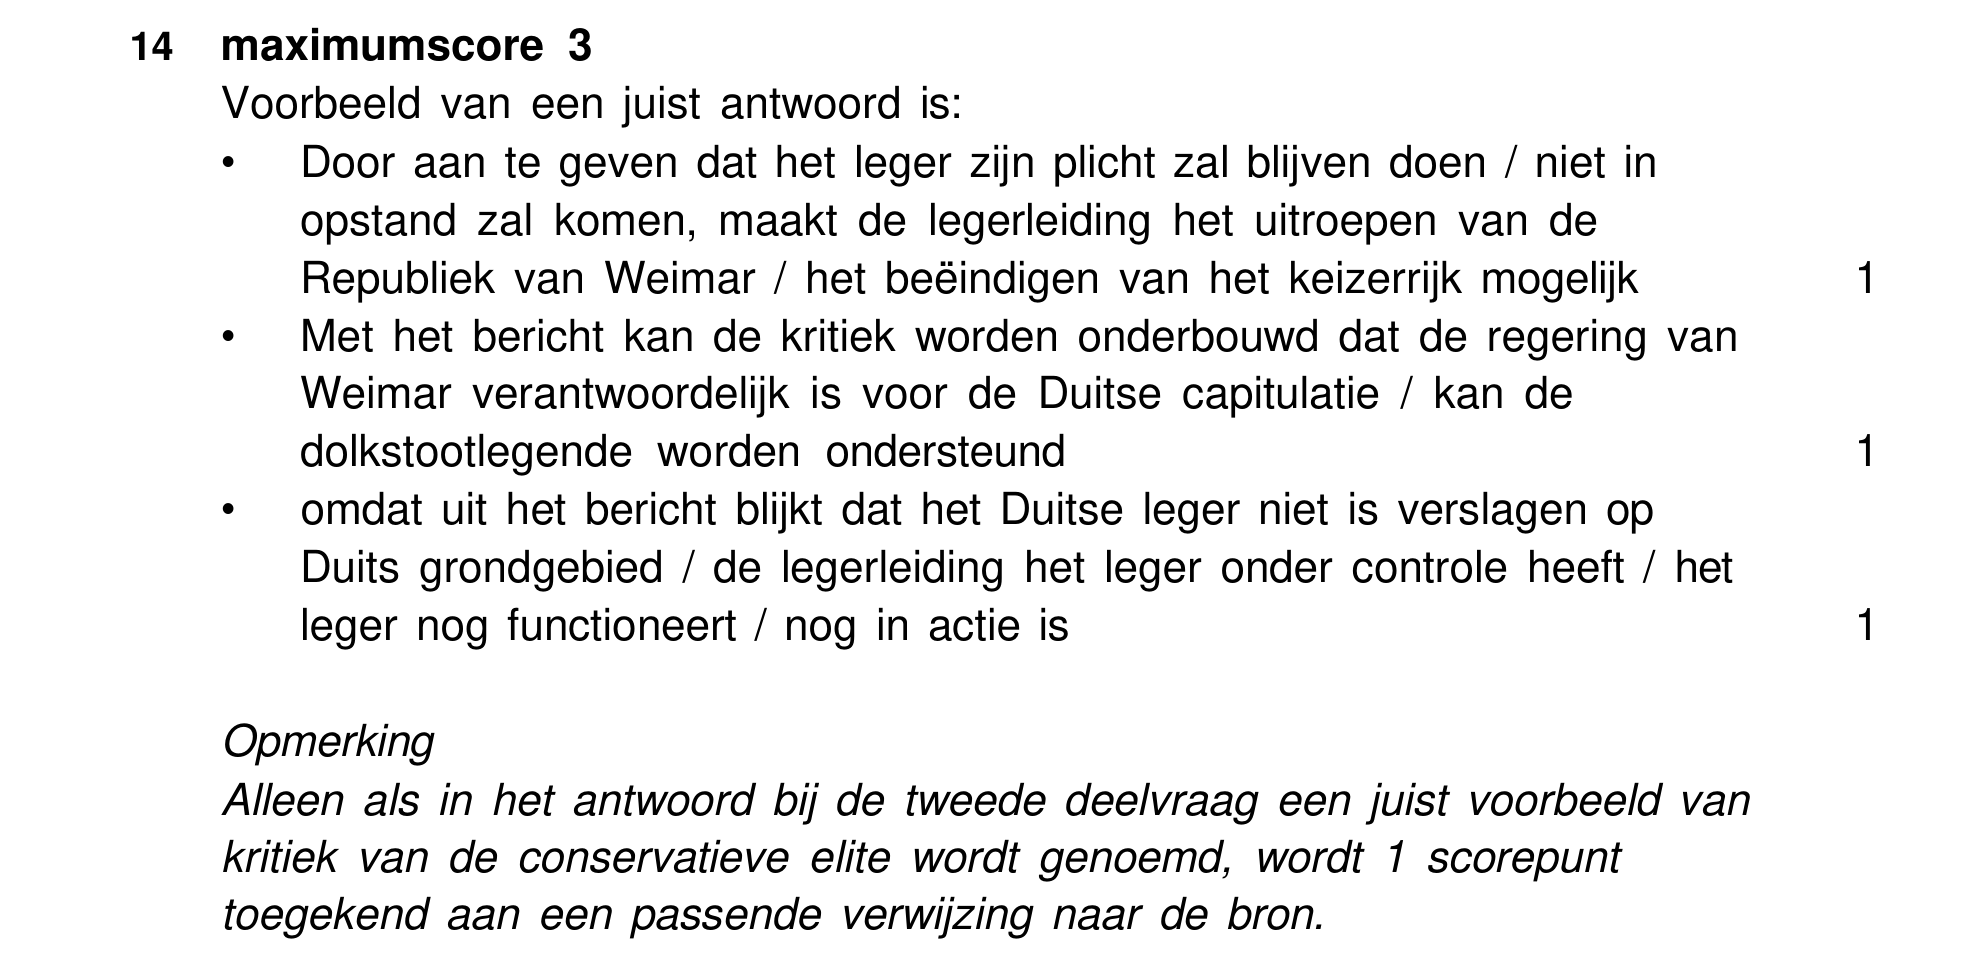 14 maximumscore 3
Voorbeeld van een juist antwoord is:
• Door aan te geven dat het leger zijn plicht zal blijven doen / niet in
opstand zal komen, maakt de legerleiding het uitroepen van de
Republiek van Weimar / het beëindigen van het keizerrijk mogelijk 1
• Met het bericht kan de kritiek worden onderbouwd dat de regering van
Weimar verantwoordelijk is voor de Duitse capitulatie / kan de
dolkstootlegende worden ondersteund 1
• omdat uit het bericht blijkt dat het Duitse leger niet is verslagen op
Duits grondgebied / de legerleiding het leger onder controle heeft / het
leger nog functioneert / nog in actie is 1
Opmerking
Alleen als in het antwoord bij de tweede deelvraag een juist voorbeeld van
kritiek van de conservatieve elite wordt genoemd, wordt 1 scorepunt
toegekend aan een passende verwijzing naar de bron.